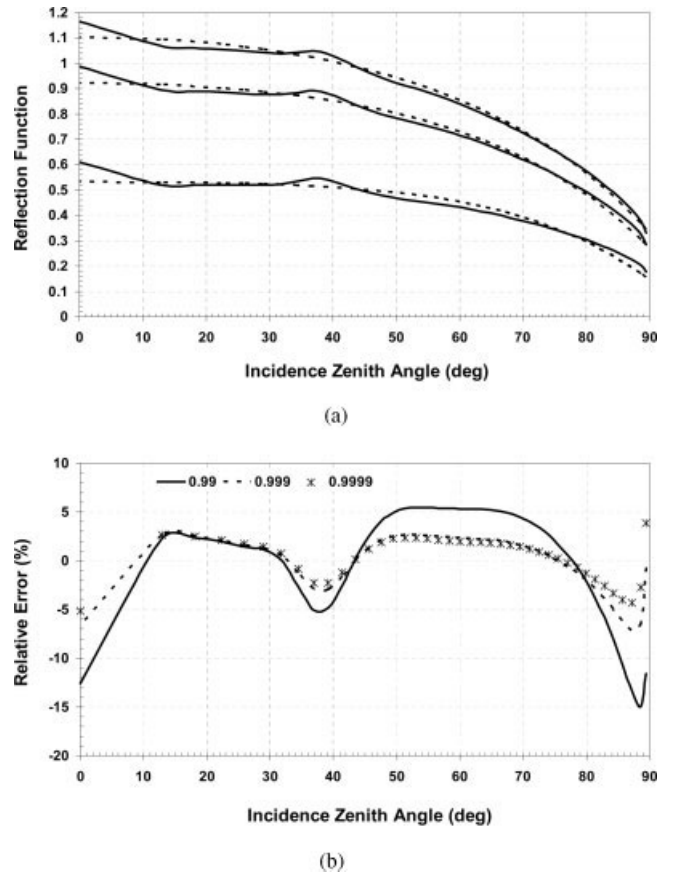 1.2
1.1
1
0.9
0.8
0.7
0.6
0.5
0.4
0.3
0.2
0.1
0
Reflection Function
0 10 20 30 40 50 60 70 80 90
Incidence Zenith Angle (deg)
(a)
10
5
0
-5
-10
-15
-20
Relative Error (%)
0.99 0.999 0.9999
0 10 20 30 40 50 60 70 80 90
Incidence Zenith Angle (deg)
(b)